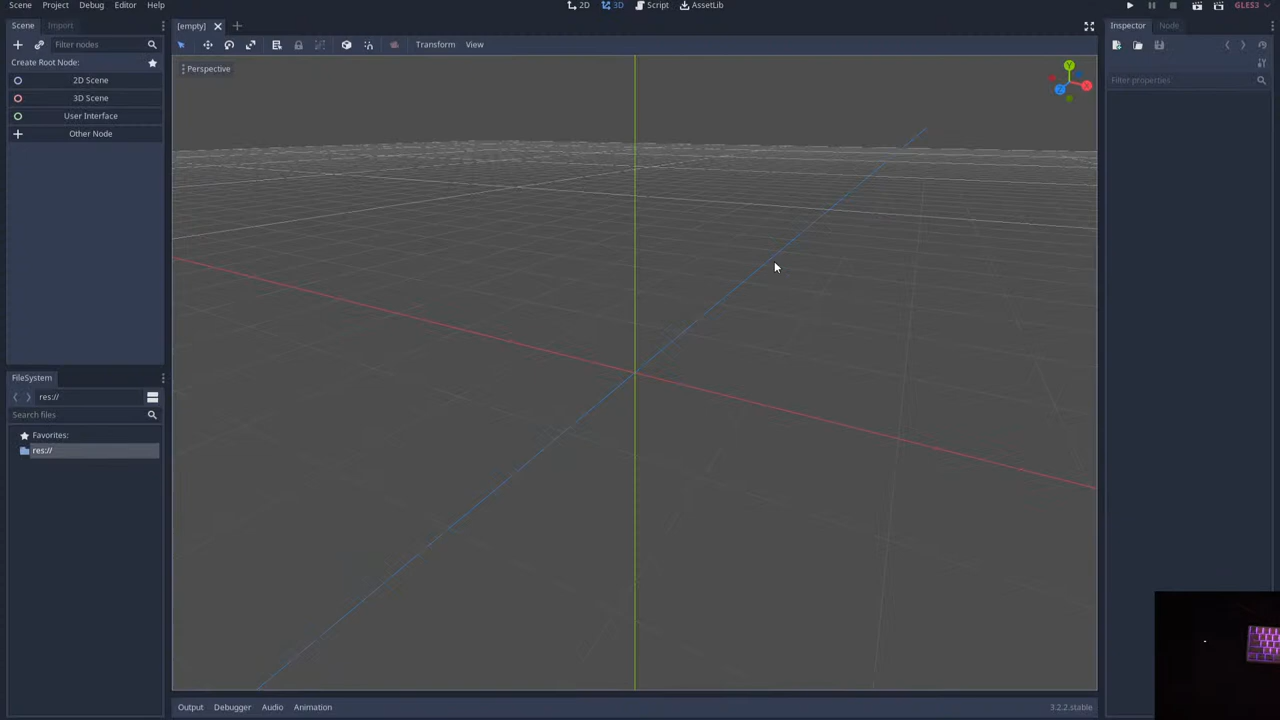 Scene Project Debug Editor Help 2D 3D Script AssetLib GLES3
Scene Import [empty] Inspector Node
Filter nodes Transform View
Create Root Node:
Perspective
2D Scene Filter properties
3D Scene
User Interface
Other Node
Y
X
Z
FileSystem
res://
Search files
Favorites:
res://
Output Debugger Audio Animation 3.2.2.stable